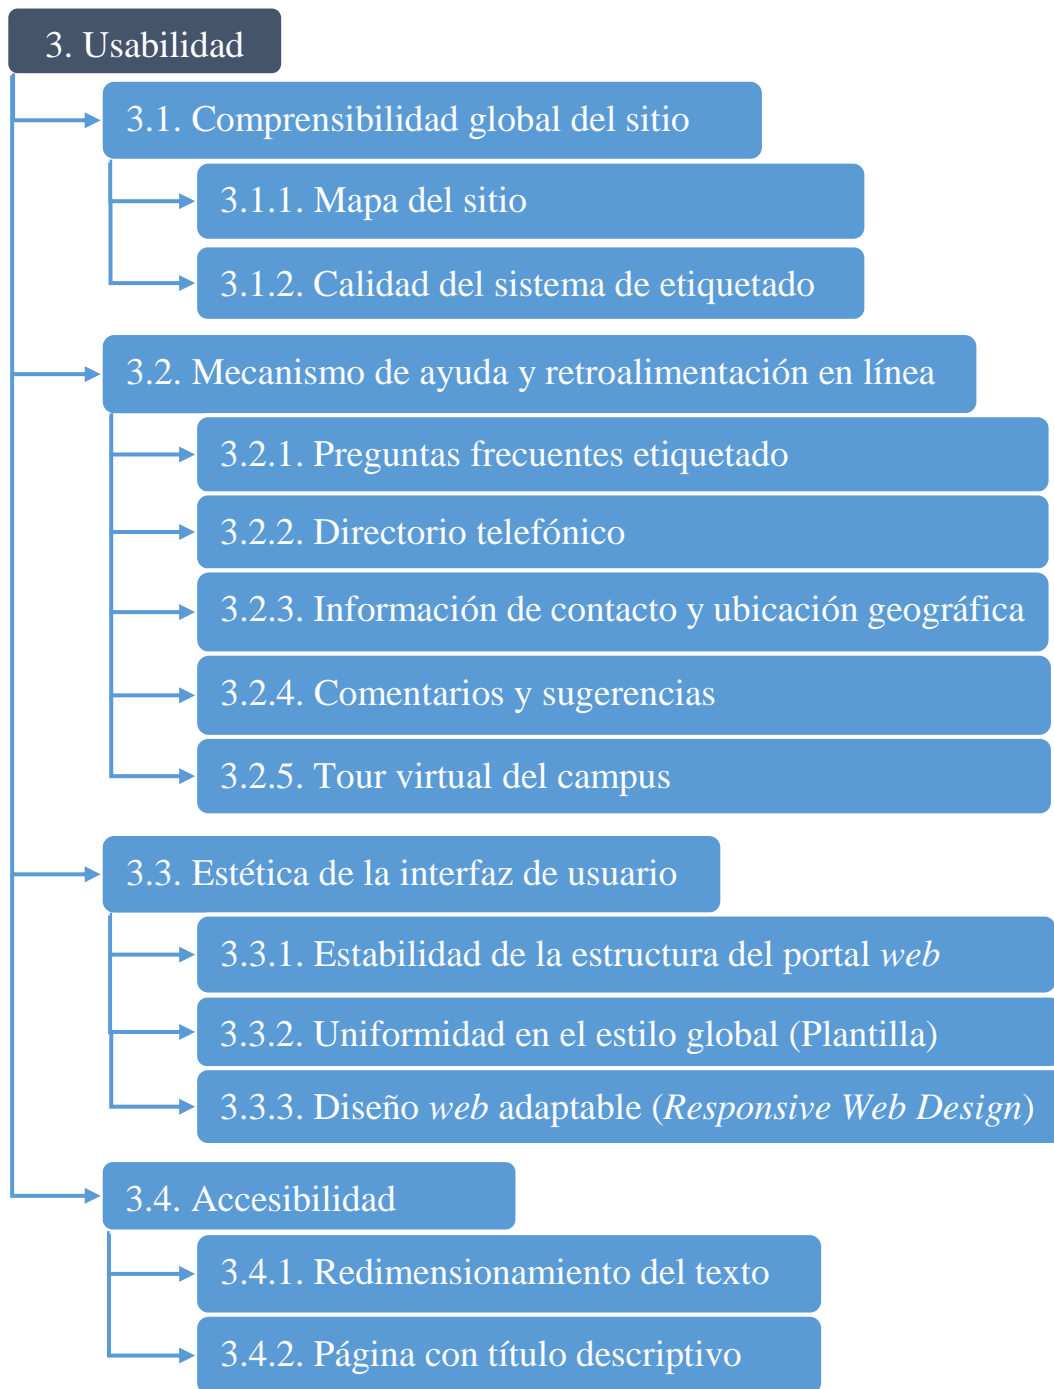 3. Usabilidad
3.1. Comprensibilidad global del sitio
3.1.1. Mapa del sitio
3.1.2. Calidad del sistema de etiquetado
3.2. Mecanismo de ayuda y retroalimentación en línea
3.2.1. Preguntas frecuentes etiquetado
3.2.2. Directorio telefónico
3.2.3. Información de contacto y ubicación geográfica
3.2.4. Comentarios y sugerencias
3.2.5. Tour virtual del campus
3.3. Estética de la interfaz de usuario
3.3.1. Estabilidad de la estructura del portal web
3.3.2. Uniformidad en el estilo global (Plantilla)
3.3.3. Diseño web adaptable (Responsive Web Design)
3.4. Accesibilidad
3.4.1. Redimensionamiento del texto
3.4.2. Página con título descriptivo